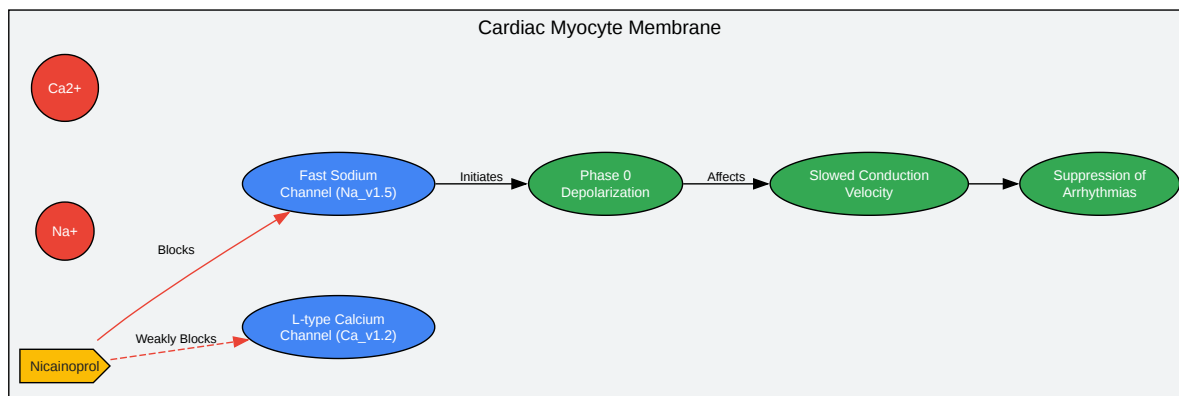 Cardiac Myocyte Membrane
Ca2+
Fast Sodium
Channel (Na_v1.5)
Initiates
Phase 0
Depolarization
Affects
Slowed Conduction
Velocity
Suppression of
Arrhythmias
Na+
Blocks
L-type Calcium
Channel (Ca_v1.2)
Weakly Blocks
Nicainoprol